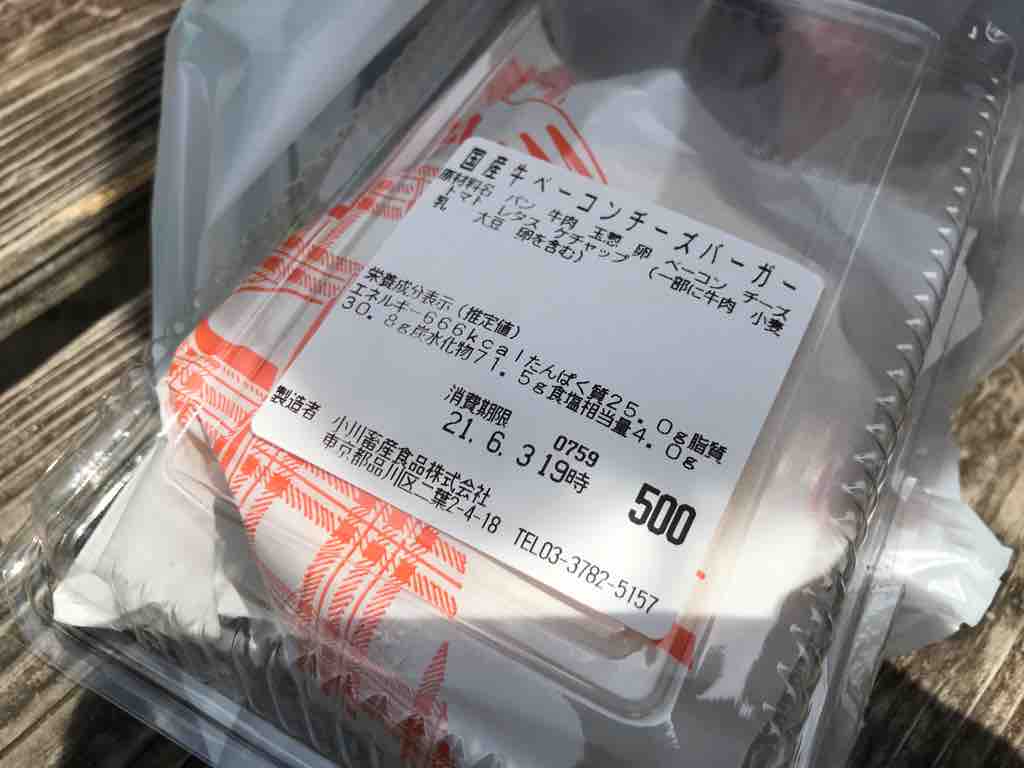 国産牛ベーコンチーズバーガー
原材料名 パン 牛肉 玉葱 卵 ベーコン チーズ
トマト レタス ケチャップ (一部に牛肉 小麦
乳 大豆 卵を含む)
栄養成分表示(推定値)
エネルギー666kcalたんぱく質25.0g脂質
30.8g炭水化物71.5g食塩相当量4.0g
消費期限 0759
21.6.3 19時 500
製造者 小川畜産食品株式会社
東京都品川区二葉2-4-18 TEL03-3782-5157